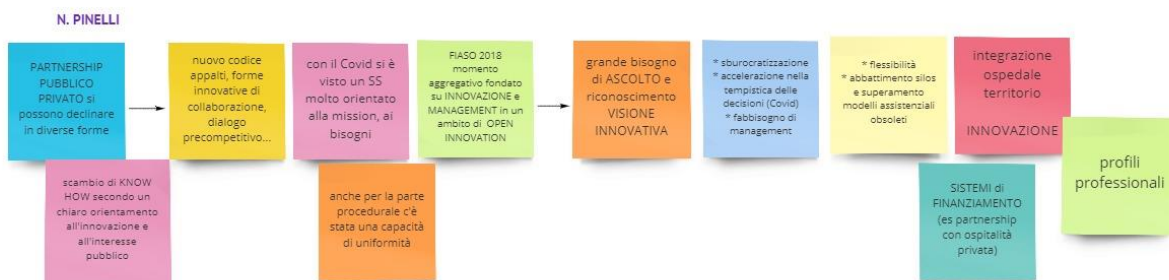 N. PINELLI
PARTNERSHIP
PUBBLICO
PRIVATO si
possono declinare
in diverse forme
nuovo codice
appalti, forme
innovative di
collaborazione,
dialogo
precompetitivo...
con il Covid si è
visto un SS
molto orientato
alla mission, ai
bisogni
FIASO 2018
momento
aggregativo fondato
su INNOVAZIONE e
MANAGEMENT in un
ambito di OPEN
INNOVATION
grande bisogno
di ASCOLTO e
riconoscimento
VISIONE
INNOVATIVA
* sburocratizzazione
* accelerazione nella
tempistica delle
decisioni (Covid)
* fabbisogno di
management
* flessibilità
* abbattimento silos
e superamento
modelli assistenziali
obsoleti
integrazione
ospedale
territorio
INNOVAZIONE
profili
professionali
scambio di KNOW
HOW secondo un
chiaro orientamento
all'innovazione e
all'interesse
pubblico
anche per la parte
procedurale c'è
stata una capacità
di uniformità
SISTEMI di
FINANZIAMENTO
(es partnership
con ospitalità
privata)